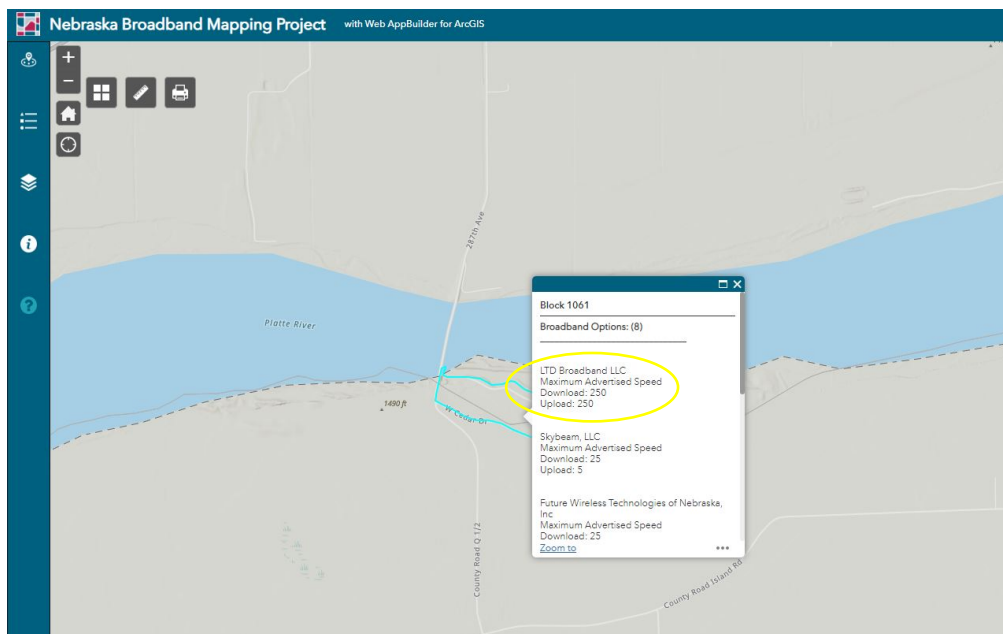 Nebraska Broadband Mapping Project with Web AppBuilder for ArcGIS
287th Ave
Platte River
1490 ft
W Cedar Dr
County Road Q 1/2
County Road Island Rd
Block 1061
Broadband Options: (8)
LTD Broadband LLC
Maximum Advertised Speed
Download: 250
Upload: 250
Skybeam, LLC
Maximum Advertised Speed
Download: 25
Upload: 5
Future Wireless Technologies of Nebraska,
Inc
Maximum Advertised Speed
Download: 25
Zoom to